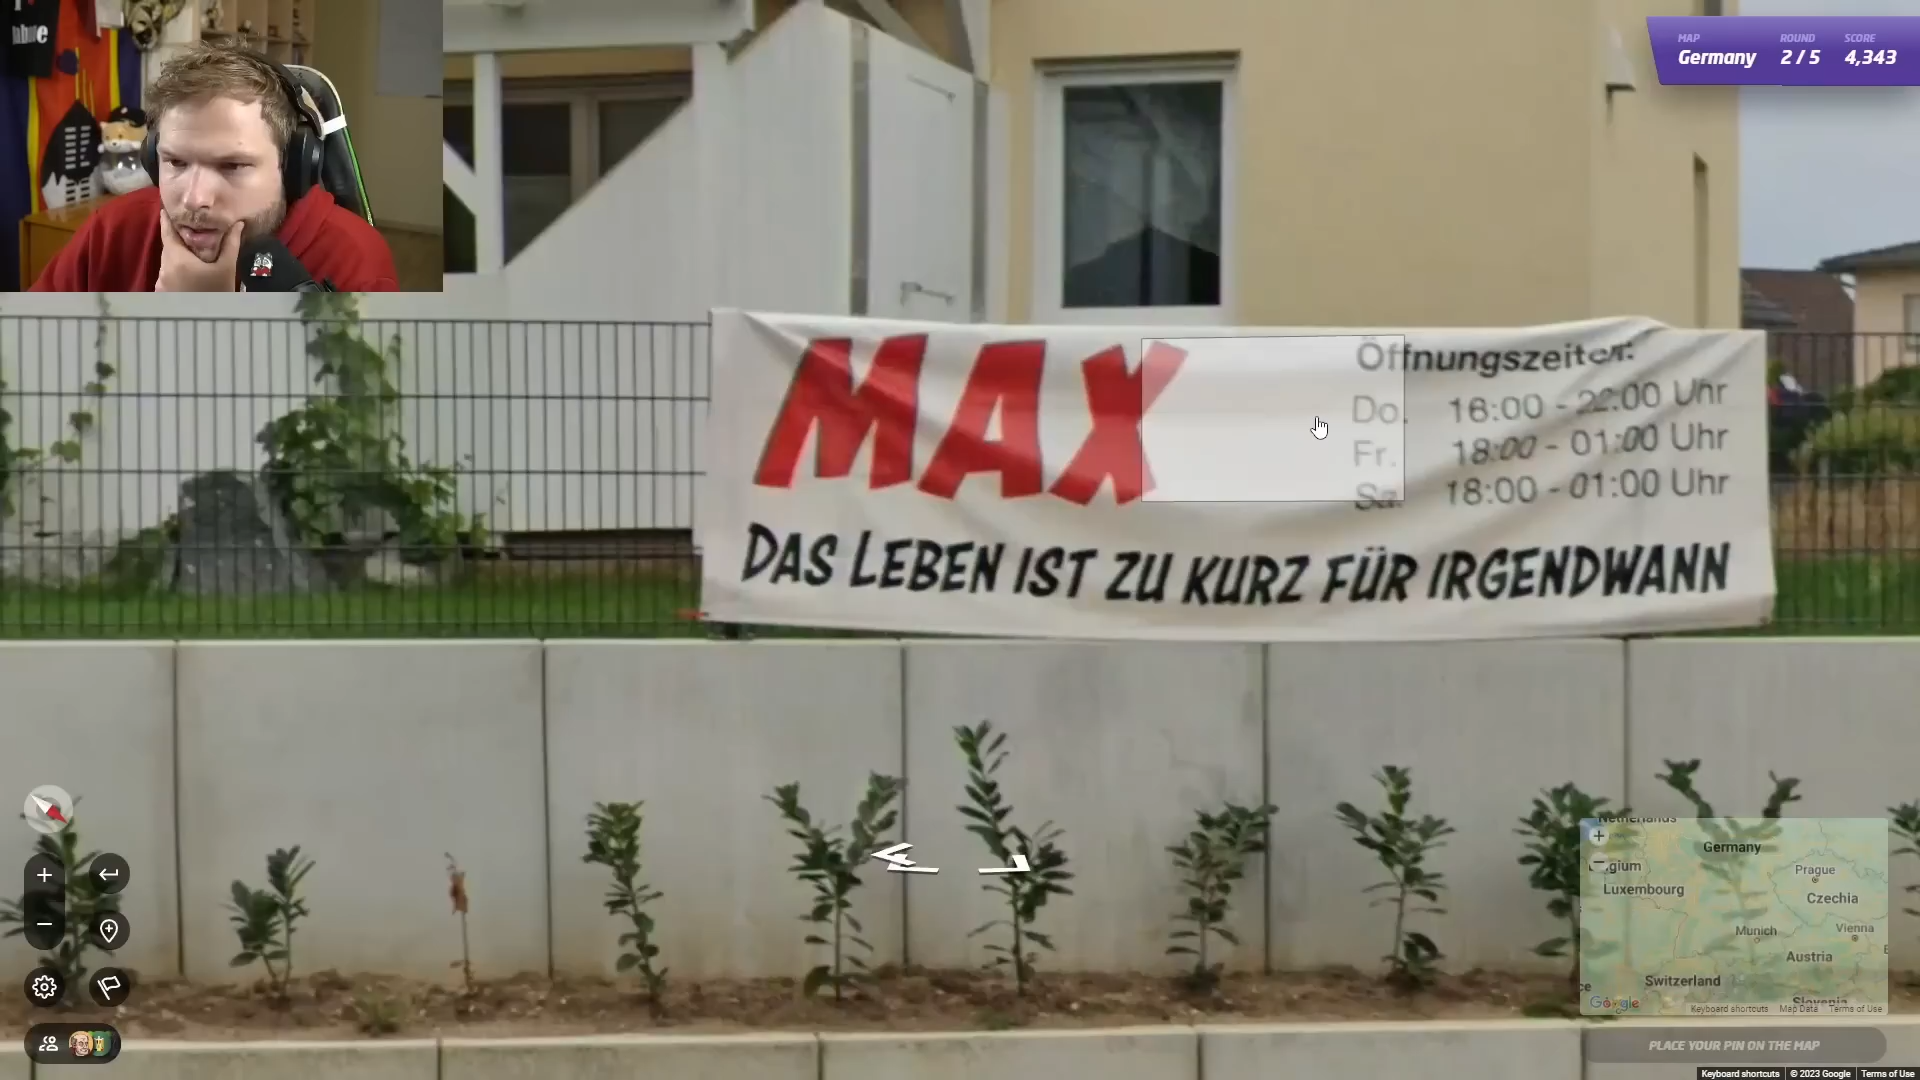 MAP
Germany
ROUND
2 / 5
SCORE
4,343
MAX
Öffnungszeiten:
Do. 16:00 - 22:00 Uhr
Fr. 18:00 - 01:00 Uhr
Sa. 18:00 - 01:00 Uhr
DAS LEBEN IST ZU KURZ FÜR IRGENDWANN
Netherlands
Germany
Prague
Luxembourg
Czechia
Munich
Vienna
Austria
Switzerland
Slovenia
Google
Keyboard shortcuts
Map Data
Terms of Use
PLACE YOUR PIN ON THE MAP
Keyboard shortcuts
© 2023 Google
Terms of Use